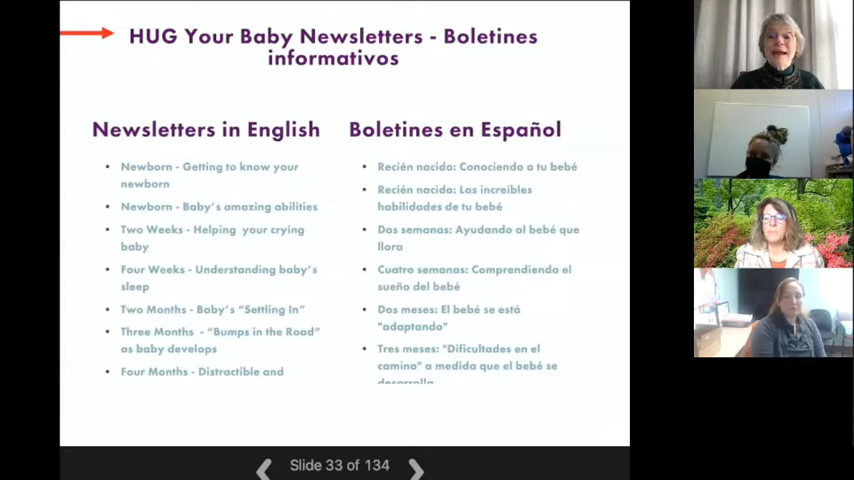 HUG Your Baby Newsletters - Boletines
informativos
Newsletters in English
• Newborn - Getting to know your
newborn
• Newborn - Baby's amazing abilities
• Two Weeks - Helping your crying
baby
• Four Weeks - Understanding baby's
sleep
• Two Months - Baby's “Settling In”
• Three Months - “Bumps in the Road”
as baby develops
• Four Months - Distractible and
Boletines en Español
• Recién nacido: Conociendo a tu bebé
• Recién nacido: Las increíbles
habilidades de tu bebé
• Dos semanas: Ayudando al bebé que
llora
• Cuatro semanas: Comprendiendo el
sueño del bebé
• Dos meses: El bebé se está
"adaptando"
• Tres meses: "Dificultades en el
camino" a medida que el bebé se
desarrolla
Slide 33 of 134